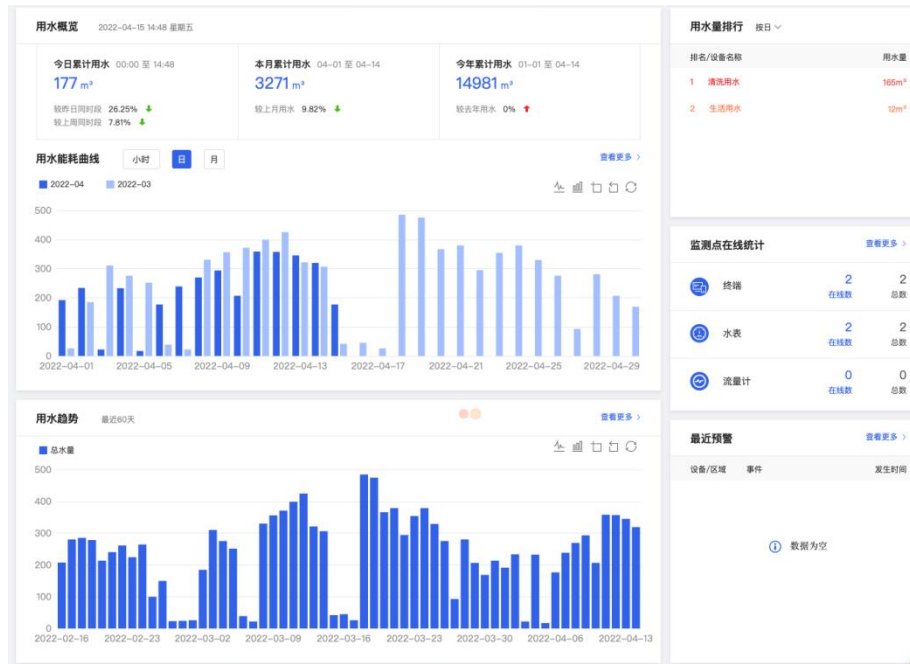 用水概览 2022-04-15 14:48 星期五
今日累计用水 00:00 至 14:48
177 m³
较昨日同时段 26.25%
较上周同时段 7.81%
本月累计用水 04-01 至 04-14
3271 m³
较上月用水 9.82%
今年累计用水 01-01 至 04-14
14981 m³
较去年用水 0%
用水能耗曲线 小时 日 月 查看更多 >
2022-04 2022-03
500
400
300
200
100
0
2022-04-01 2022-04-05 2022-04-09 2022-04-13 2022-04-17 2022-04-21 2022-04-25 2022-04-29
用水趋势 最近60天 查看更多 >
总水量
500
400
300
200
100
0
2022-02-16 2022-02-23 2022-03-02 2022-03-09 2022-03-16 2022-03-23 2022-03-30 2022-04-06 2022-04-13
用水量排行 按日
排名/设备名称 用水量
1 清洗用水 165m³
2 生活用水 12m³
监测点在线统计 查看更多 >
终端 2 在线数 2 总数
水表 2 在线数 2 总数
流量计 0 在线数 0 总数
最近预警 查看更多 >
设备/区域 事件 发生时间
数据为空